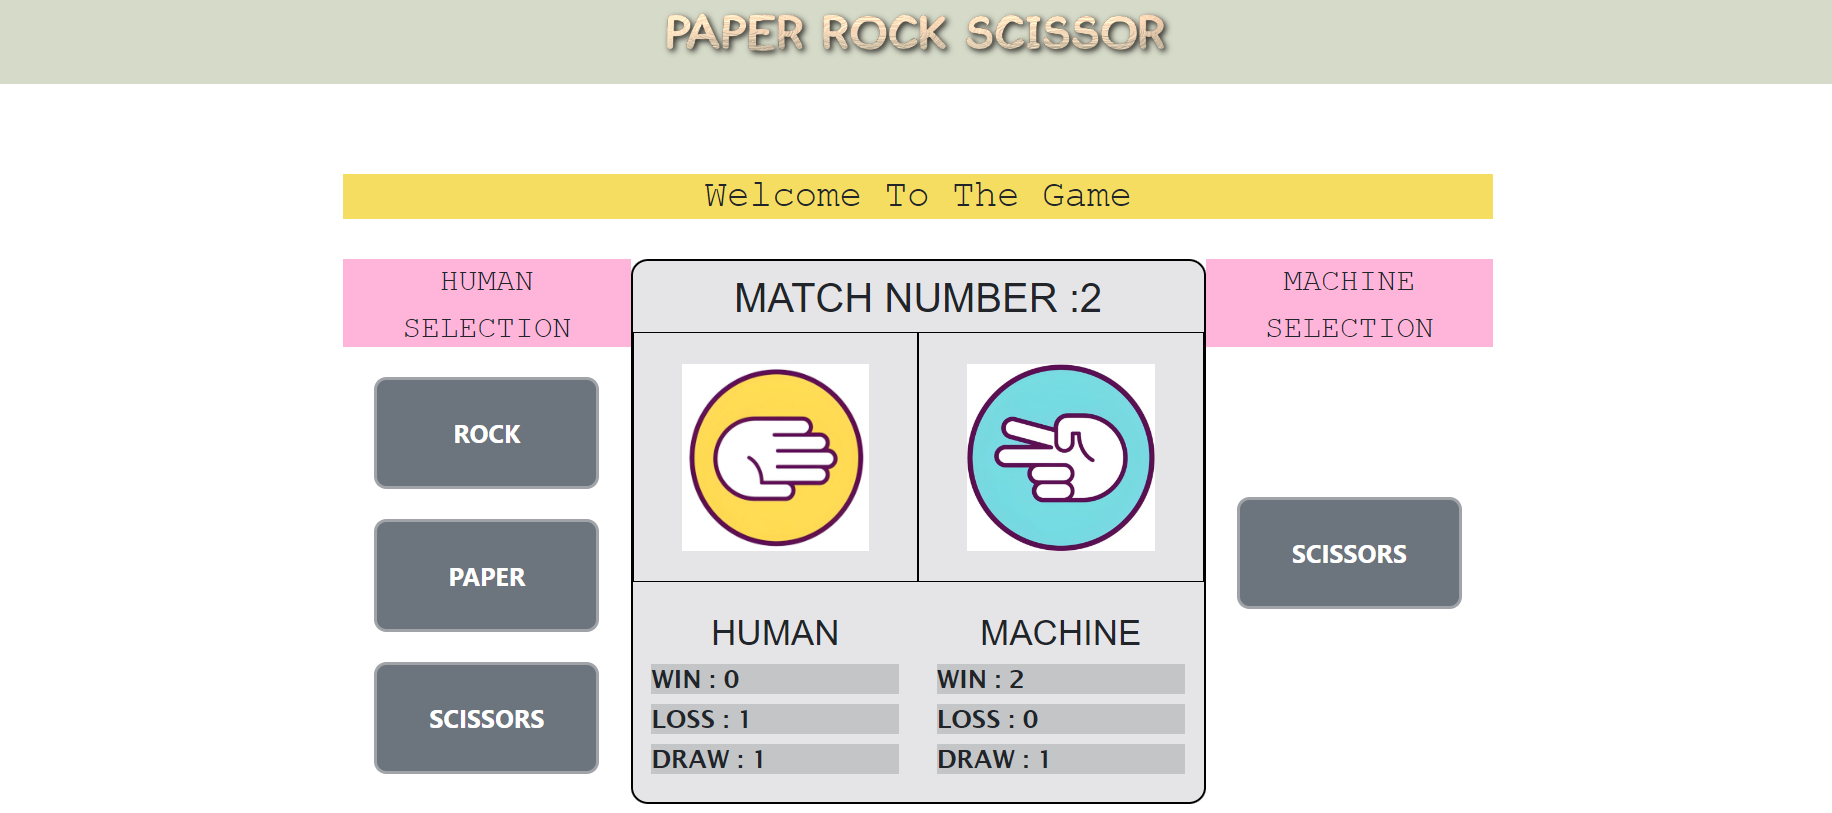 PAPER ROCK SCISSOR
Welcome To The Game
HUMAN
SELECTION
MATCH NUMBER :2
MACHINE
SELECTION
ROCK
PAPER
SCISSORS
SCISSORS
HUMAN
WIN : 0
LOSS : 1
DRAW : 1
MACHINE
WIN : 2
LOSS : 0
DRAW : 1